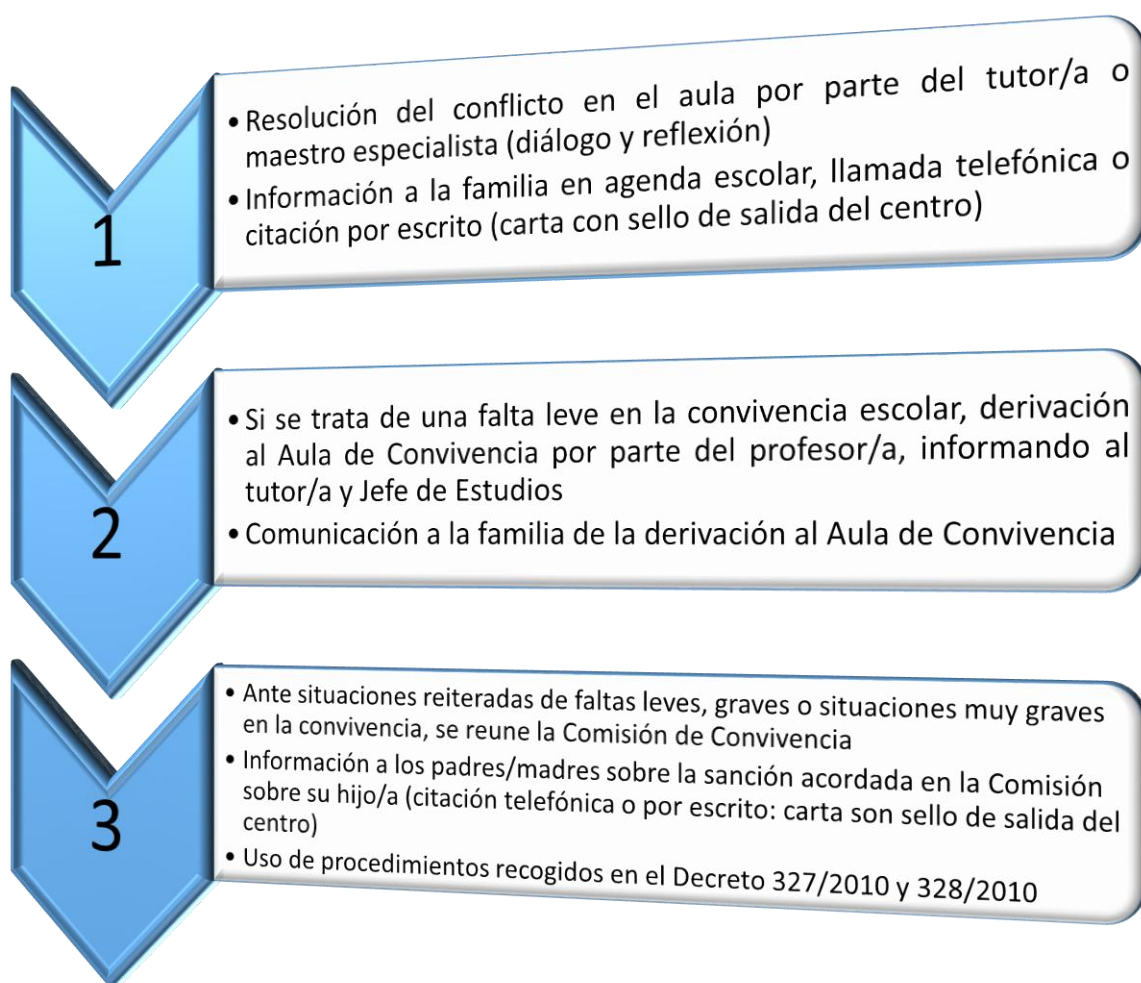 1
• Resolución del conflicto en el aula por parte del tutor/a o
maestro especialista (diálogo y reflexión)
• Información a la familia en agenda escolar, llamada telefónica o
citación por escrito (carta con sello de salida del centro)
2
• Si se trata de una falta leve en la convivencia escolar, derivación
al Aula de Convivencia por parte del profesor/a, informando al
tutor/a y Jefe de Estudios
• Comunicación a la familia de la derivación al Aula de Convivencia
3
• Ante situaciones reiteradas de faltas leves, graves o situaciones muy graves
en la convivencia, se reune la Comisión de Convivencia
• Información a los padres/madres sobre la sanción acordada en la Comisión
sobre su hijo/a (citación telefónica o por escrito: carta son sello de salida del
centro)
• Uso de procedimientos recogidos en el Decreto 327/2010 y 328/2010